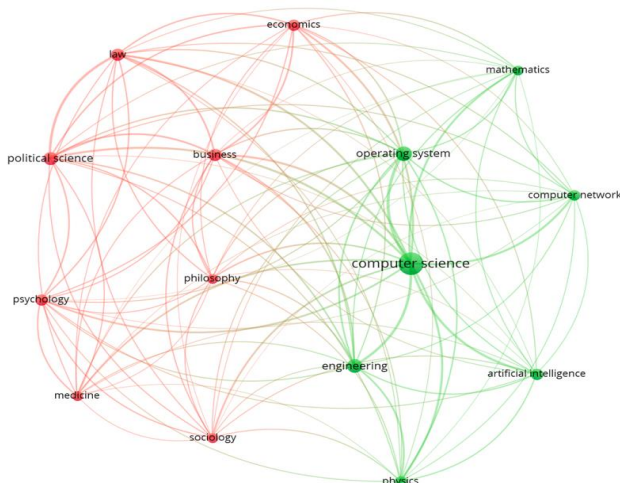 economics
law
mathematics
political science
business
operating system
computer network
computer science
philosophy
psychology
engineering
artificial intelligence
medicine
sociology
physics